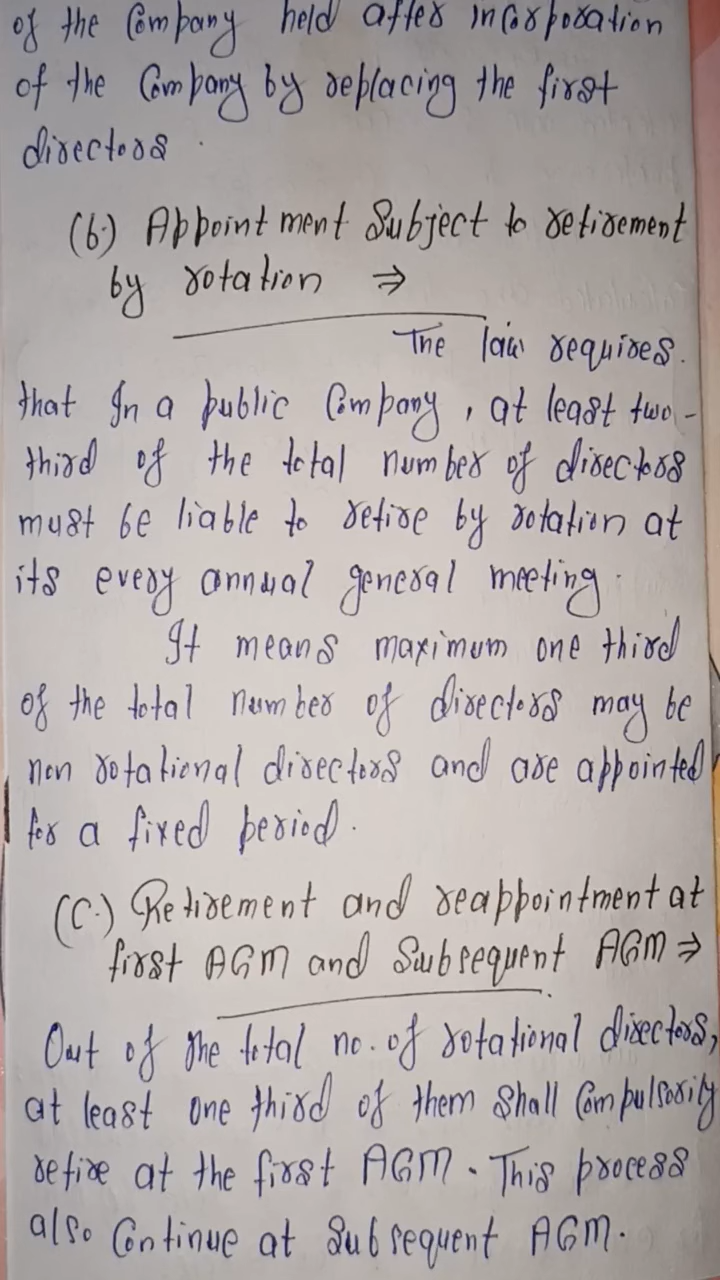 of the Company held after incorporation
of the Company by replacing the first
directors.
(b.) Appointment Subject to retirement
by rotation ⇒
The law requires.
that In a public Company, at least two-
third of the total number of directors
must be liable to retire by rotation at
its every annual general meeting.
It means maximum one third
of the total number of directors may be
non rotational directors and are appointed
for a fixed period.
(C.) Retirement and reappointment at
first AGM and Subsequent AGM ⇒
Out of the total no. of rotational directors,
at least one third of them shall Compulsorily
retire at the first AGM. This process
also Continue at Subsequent AGM.